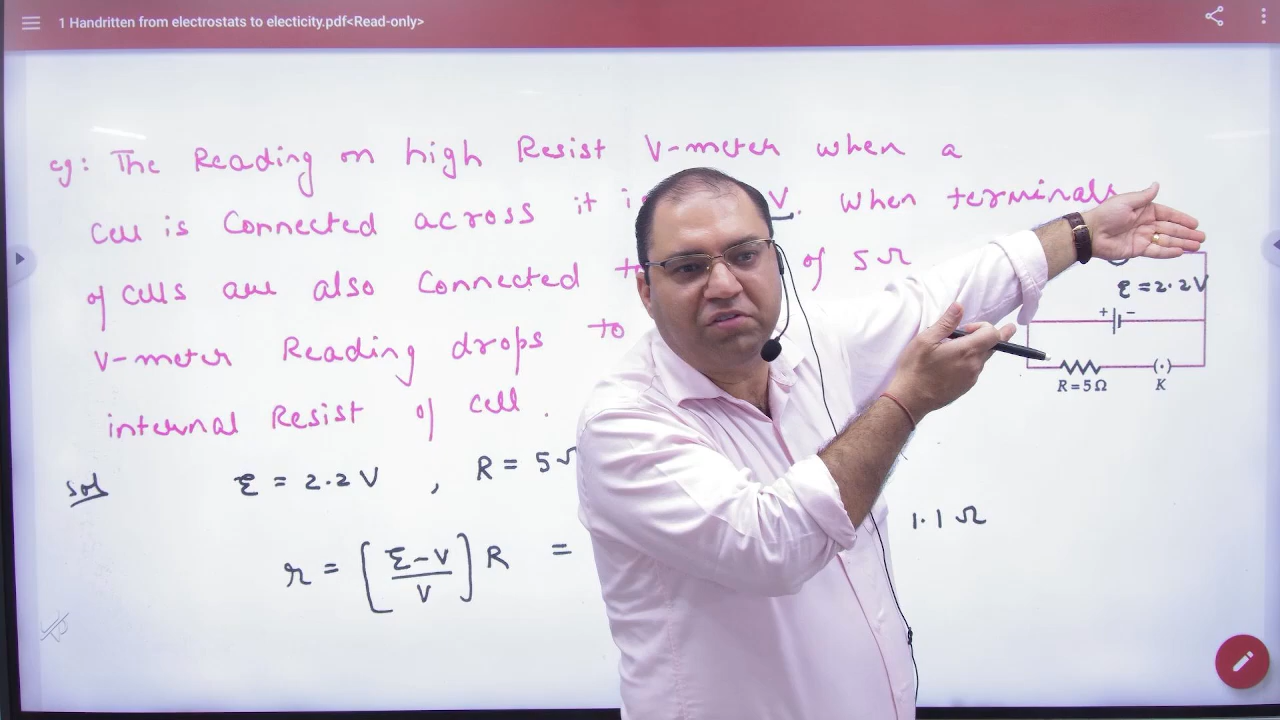 1 Handritten from electrostats to electicity.pdf<Read-only>
eg: The Reading on high Resist V-meter when a
Cell is Connected across it V. When terminals
of cells are also Connected of 5Ω
V-meter Reading drops to
internal Resist of cell.
ε = 2.2V
+ −
R=5Ω K
Sol ε = 2.2 V , R = 5Ω
r = [ε-V/V] R = 1.1 Ω